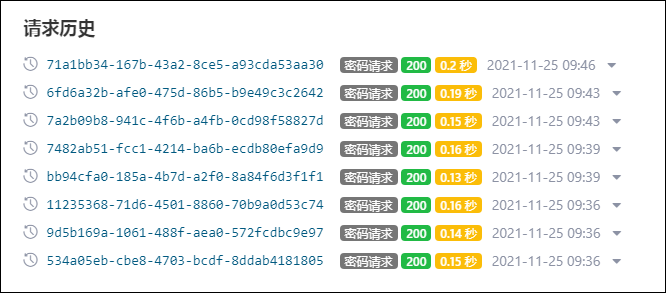 请求历史
71a1bb34-167b-43a2-8ce5-a93cda53aa30 密码请求 200 0.2 秒 2021-11-25 09:46
6fd6a32b-afe0-475d-86b5-b9e49c3c2642 密码请求 200 0.19 秒 2021-11-25 09:43
7a2b09b8-941c-4f6b-a4fb-0cd98f58827d 密码请求 200 0.15 秒 2021-11-25 09:43
7482ab51-fcc1-4214-ba6b-ecdb80efa9d9 密码请求 200 0.16 秒 2021-11-25 09:39
bb94cfa0-185a-4b7d-a2f0-8a84f6d3f1f1 密码请求 200 0.13 秒 2021-11-25 09:39
11235368-71d6-4501-8860-70b9a0d53c74 密码请求 200 0.16 秒 2021-11-25 09:36
9d5b169a-1061-488f-aea0-572fcdbc9e97 密码请求 200 0.14 秒 2021-11-25 09:36
534a05eb-cbe8-4703-bcdf-8ddab4181805 密码请求 200 0.15 秒 2021-11-25 09:36